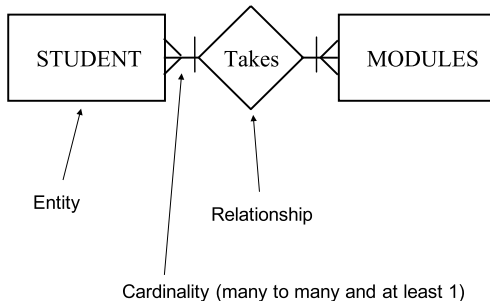 STUDENT
Takes
MODULES
Entity
Relationship
Cardinality (many to many and at least 1)